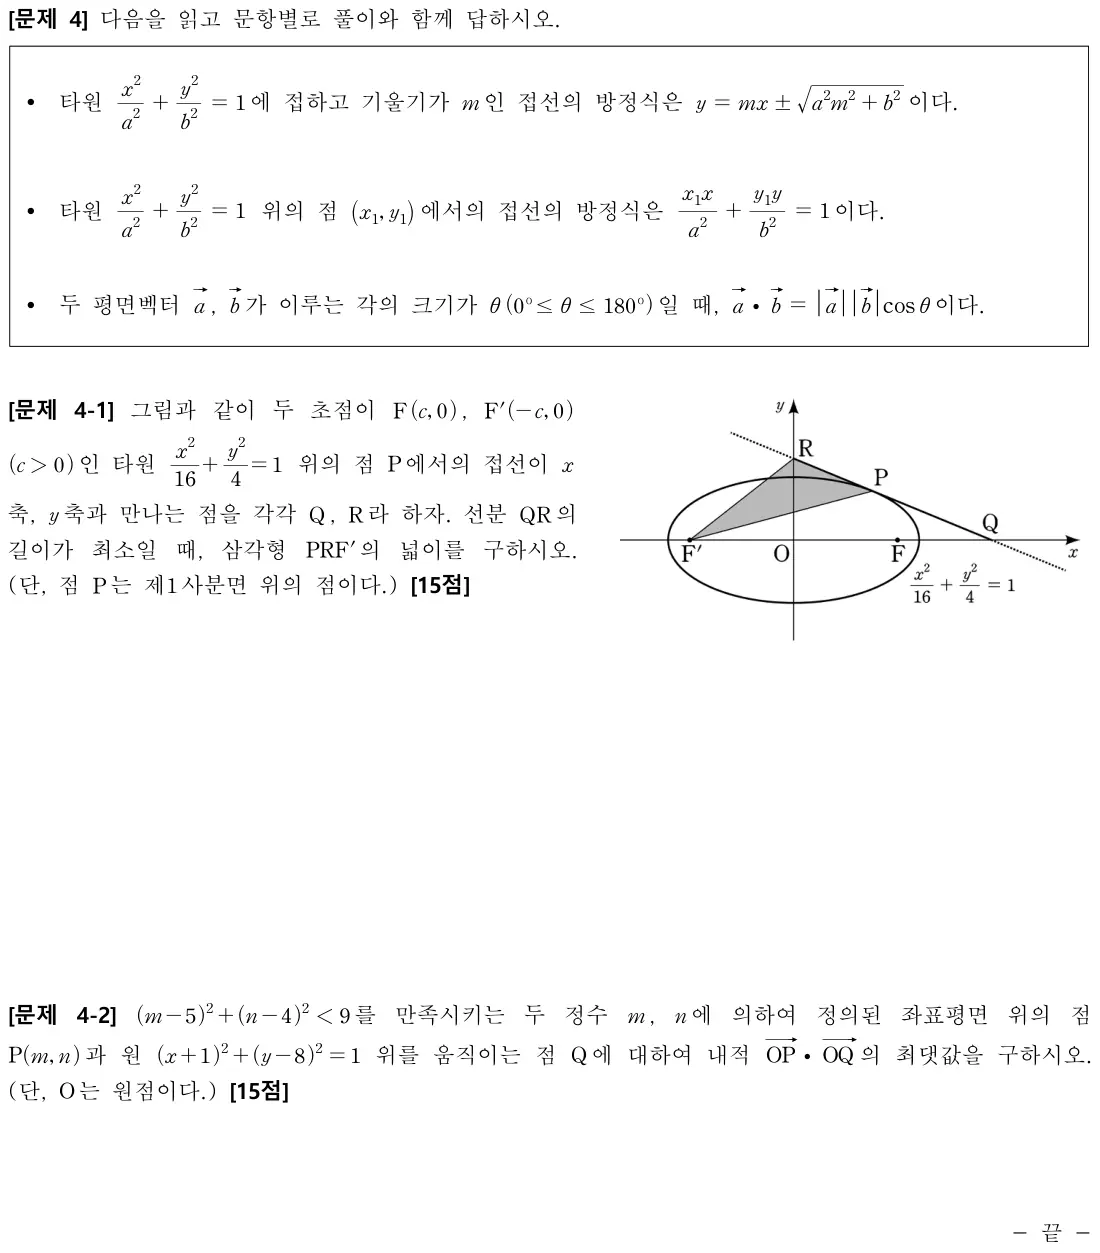 [문제 4] 다음을 읽고 문항별로 풀이와 함께 답하시오.
• 타원 x²/a² + y²/b² = 1에 접하고 기울기가 m인 접선의 방정식은 y = mx ± √(a²m² + b²) 이다.
• 타원 x²/a² + y²/b² = 1 위의 점 (x₁, y₁)에서의 접선의 방정식은 x₁x/a² + y₁y/b² = 1이다.
• 두 평면벡터 a⃗, b⃗가 이루는 각의 크기가 θ(0° ≤ θ ≤ 180°)일 때, a⃗ • b⃗ = |a⃗||b⃗|cosθ이다.
[문제 4-1] 그림과 같이 두 초점이 F(c, 0), F′(−c, 0)
(c > 0)인 타원 x²/16 + y²/4 = 1 위의 점 P에서의 접선이 x
축, y축과 만나는 점을 각각 Q, R라 하자. 선분 QR의
길이가 최소일 때, 삼각형 PRF′의 넓이를 구하시오.
(단, 점 P는 제1사분면 위의 점이다.) [15점]
y
R
P
Q
F′
O
F
x
x²/16 + y²/4 = 1
[문제 4-2] (m−5)²+(n−4)² < 9를 만족시키는 두 정수 m, n에 의하여 정의된 좌표평면 위의 점
P(m, n)과 원 (x+1)²+(y−8)² = 1 위를 움직이는 점 Q에 대하여 내적 OP⃗ • OQ⃗의 최댓값을 구하시오.
(단, O는 원점이다.) [15점]
− 끝 −